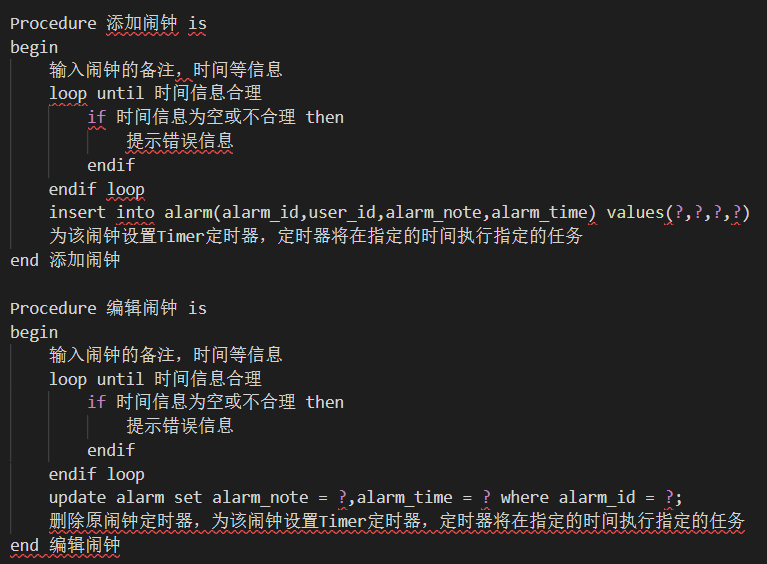 Procedure 添加闹钟 is
begin
    输入闹钟的备注，时间等信息
    loop until 时间信息合理
        if 时间信息为空或不合理 then
            提示错误信息
        endif
    endif loop
    insert into alarm(alarm_id,user_id,alarm_note,alarm_time) values(?,?,?,?)
    为该闹钟设置Timer定时器，定时器将在指定的时间执行指定的任务
end 添加闹钟

Procedure 编辑闹钟 is
begin
    输入闹钟的备注，时间等信息
    loop until 时间信息合理
        if 时间信息为空或不合理 then
            提示错误信息
        endif
    endif loop
    update alarm set alarm_note = ?,alarm_time = ? where alarm_id = ?;
    删除原闹钟定时器，为该闹钟设置Timer定时器，定时器将在指定的时间执行指定的任务
end 编辑闹钟